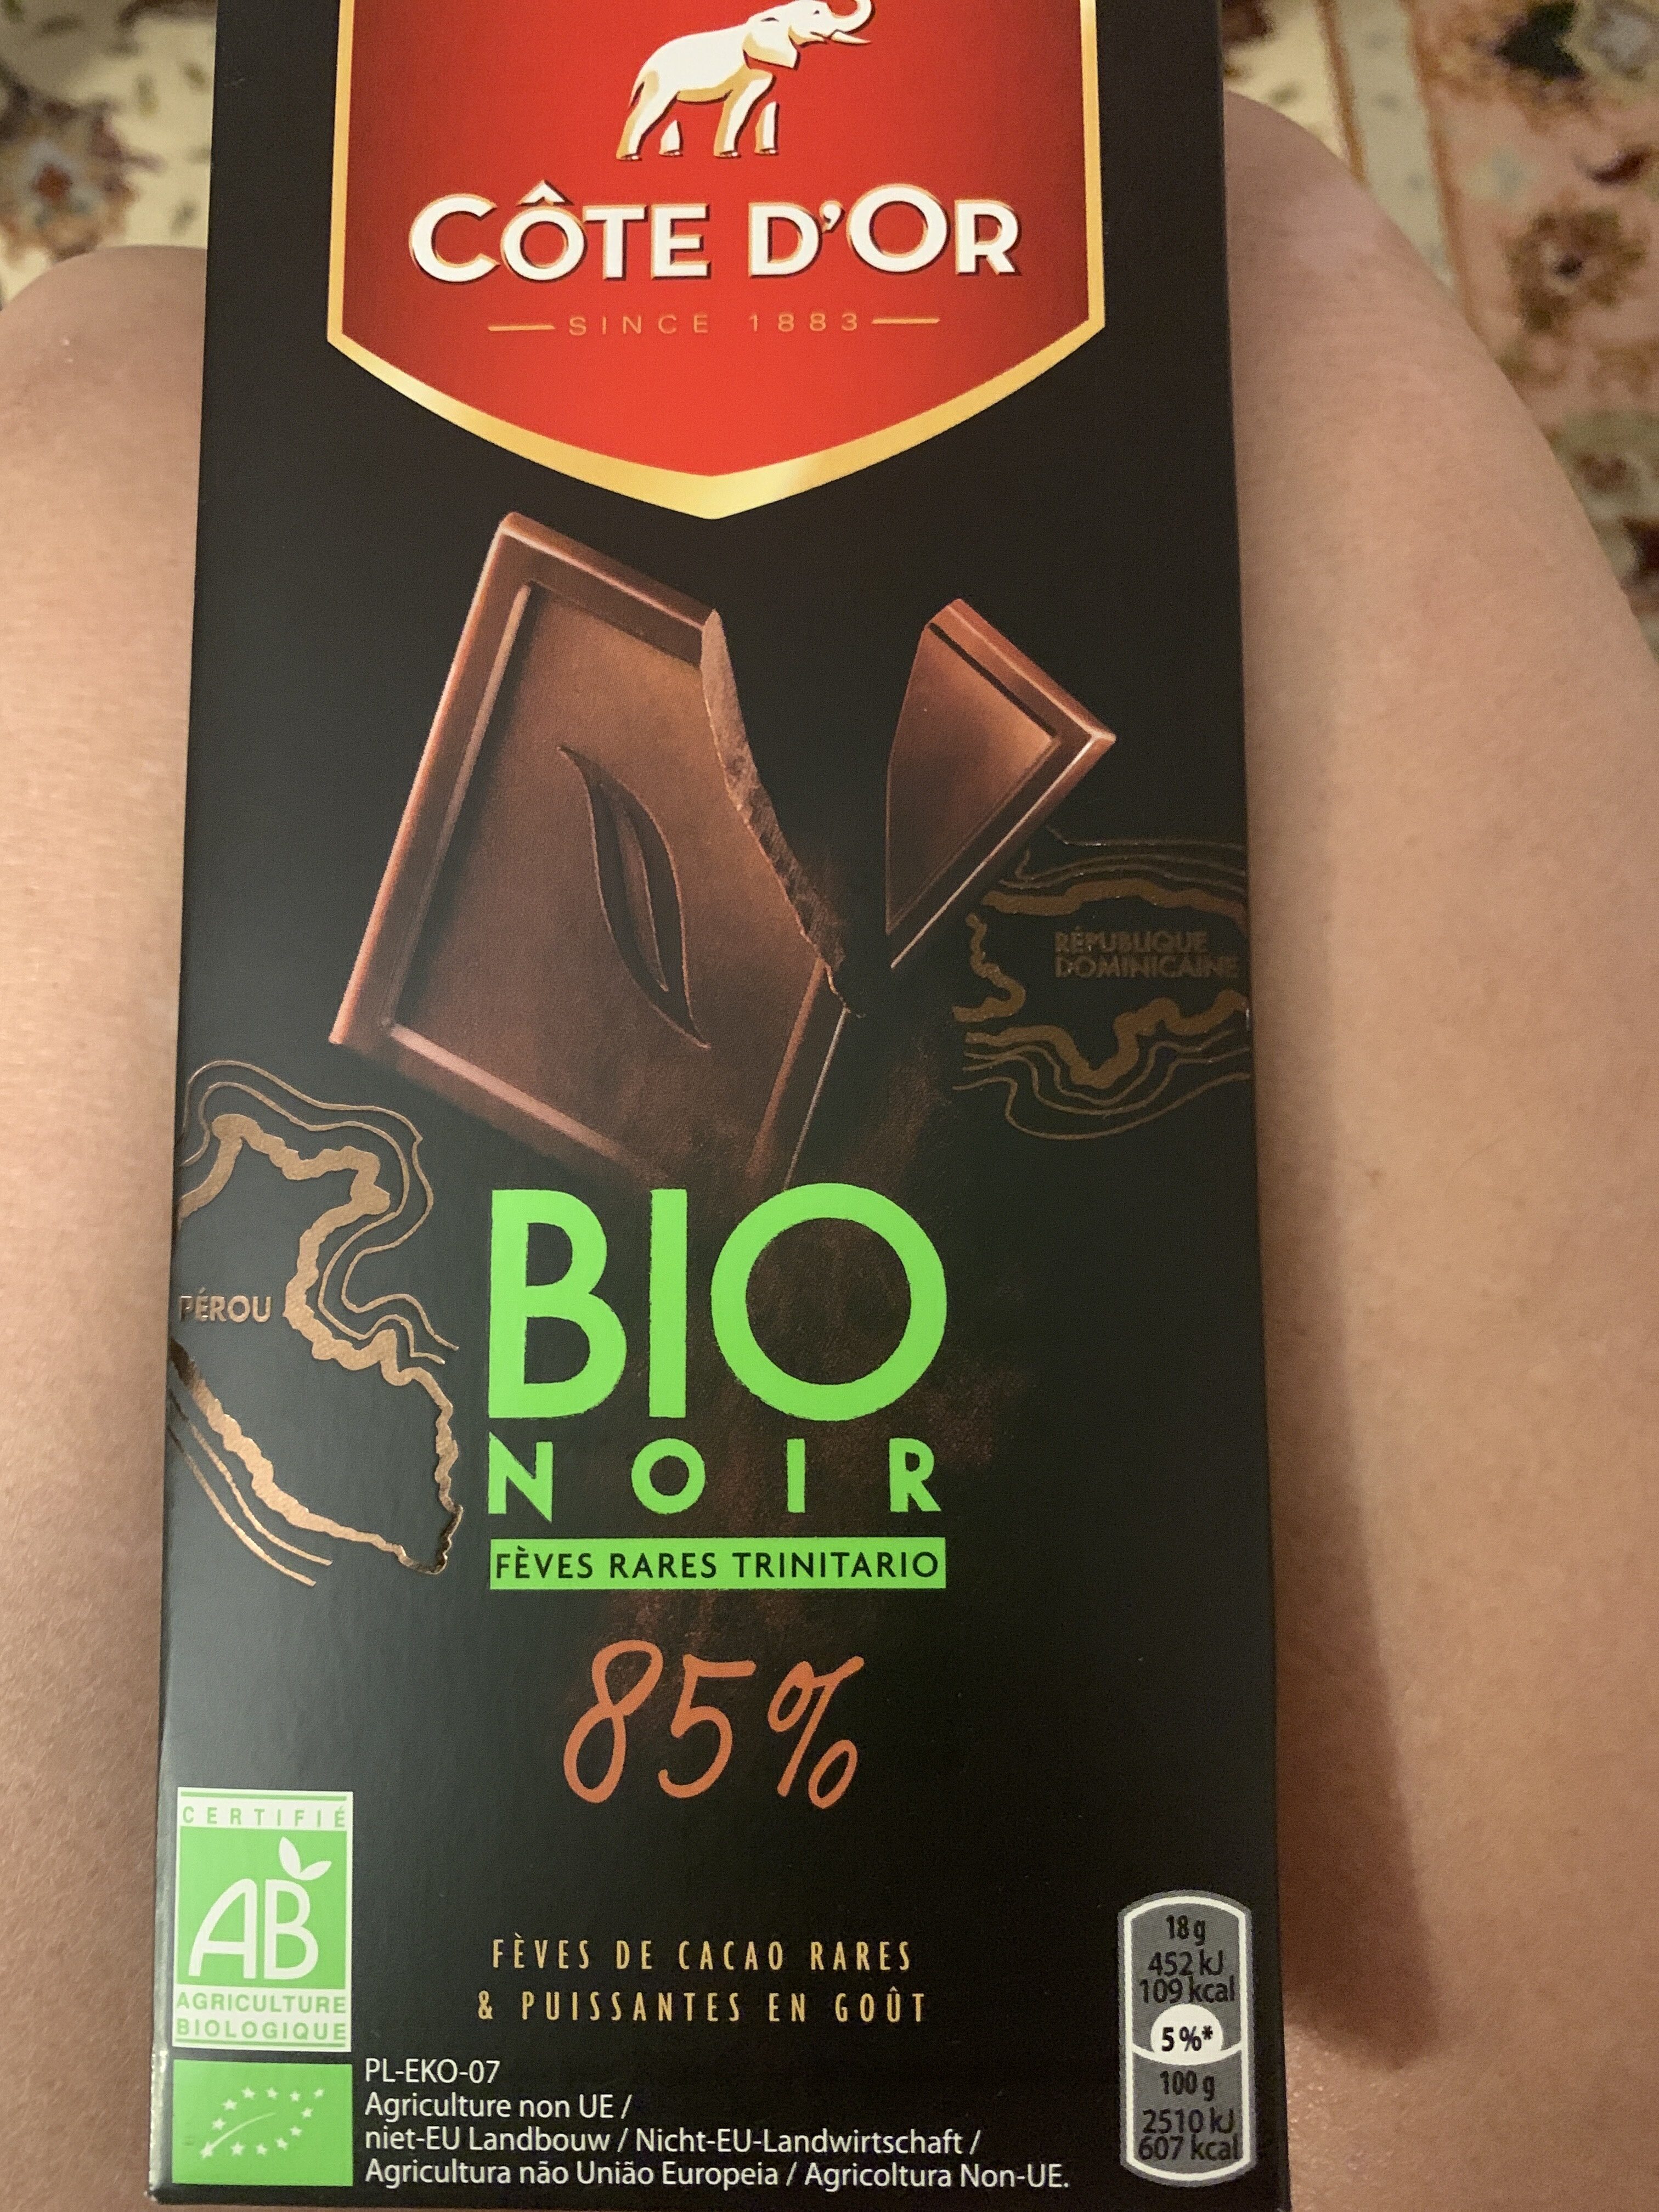 CÔTE D'OR
SINCE 1883
RÉPUBLIQUE
DOMINICAINE
PÉROU
BIO
NOIR
FÈVES RARES TRINITARIO
85%
CERTIFIÉ
AB
AGRICULTURE
BIOLOGIQUE
FÈVES DE CACAO RARES
& PUISSANTES EN GOÛT
18 g
452 kJ
109 kcal
5%*
100 g
2510 kJ
607 kcal
PL-EKO-07
Agriculture non UE /
niet-EU Landbouw / Nicht-EU-Landwirtschaft /
Agricultura não União Europeia / Agricoltura Non-UE.